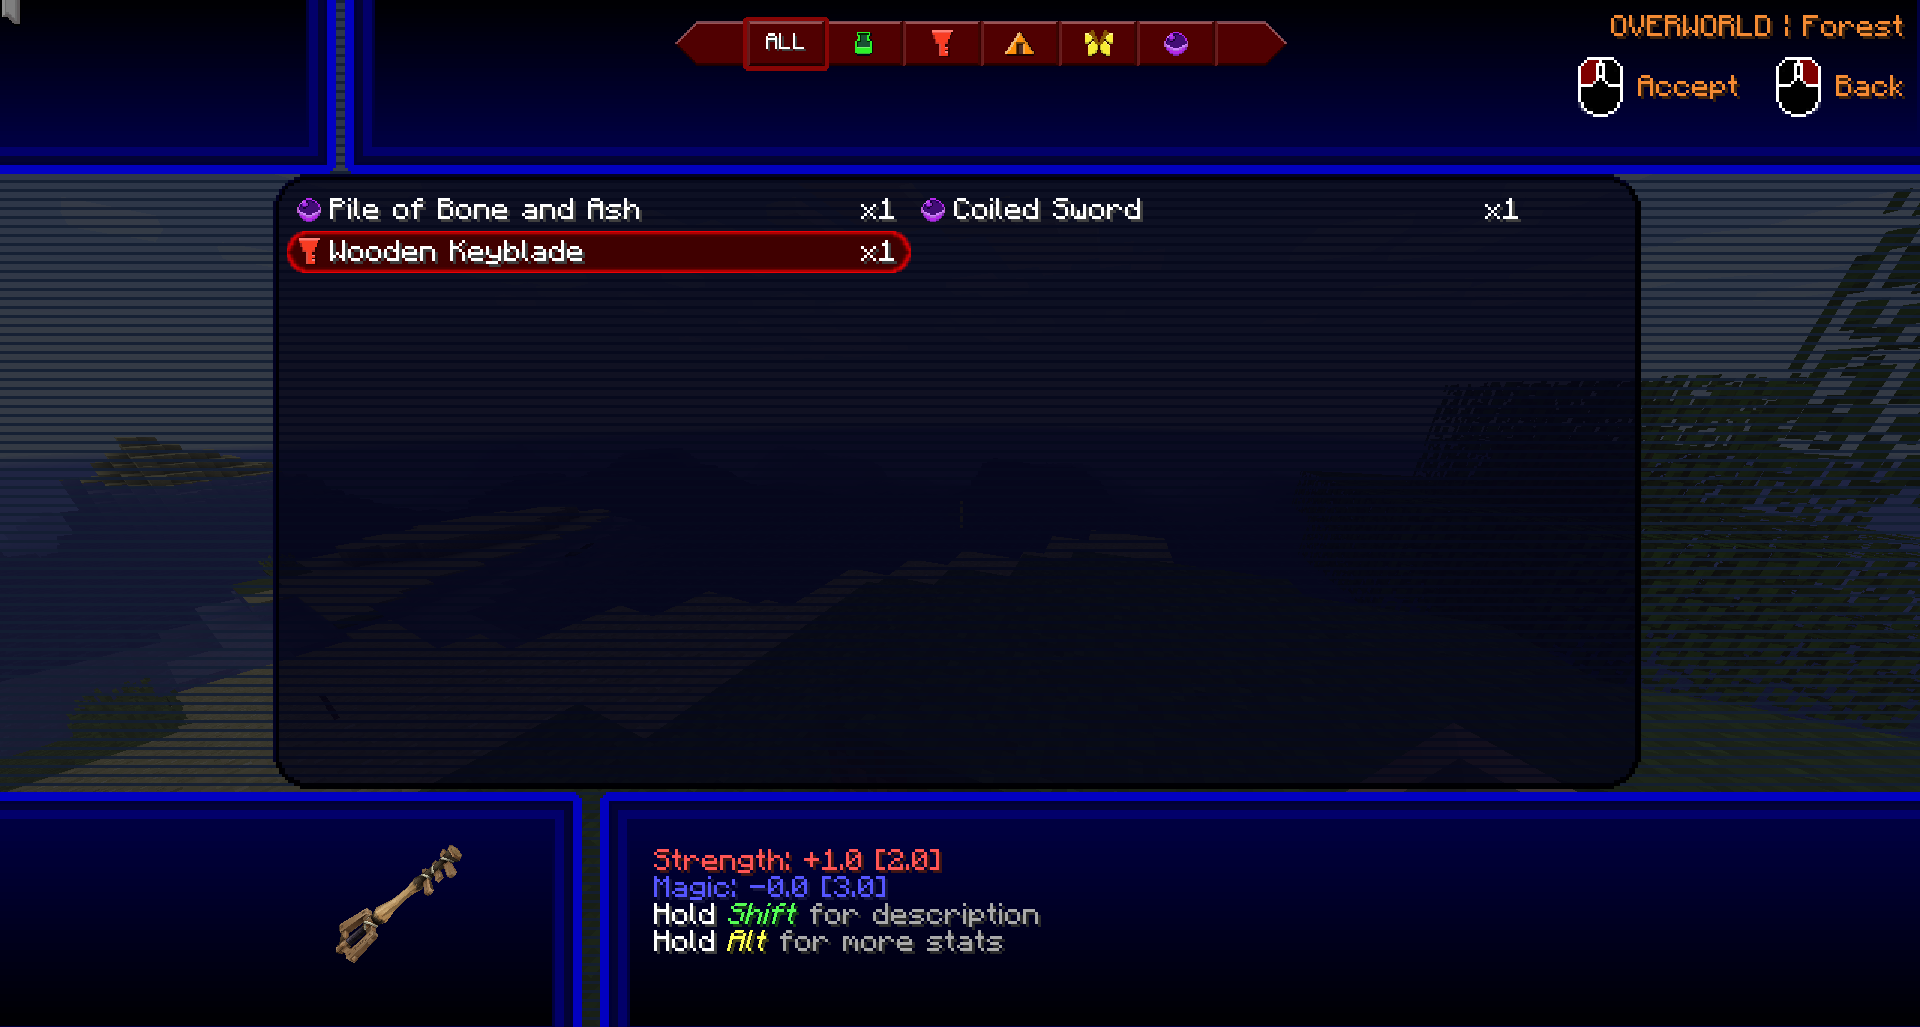 ALL
OVERWORLD | Forest
Accept
Back
Pile of Bone and Ash x1
Coiled Sword x1
Wooden Keyblade x1
Strength: +1.0 [2.0]
Magic: -0.0 [3.0]
Hold Shift for description
Hold Alt for more stats